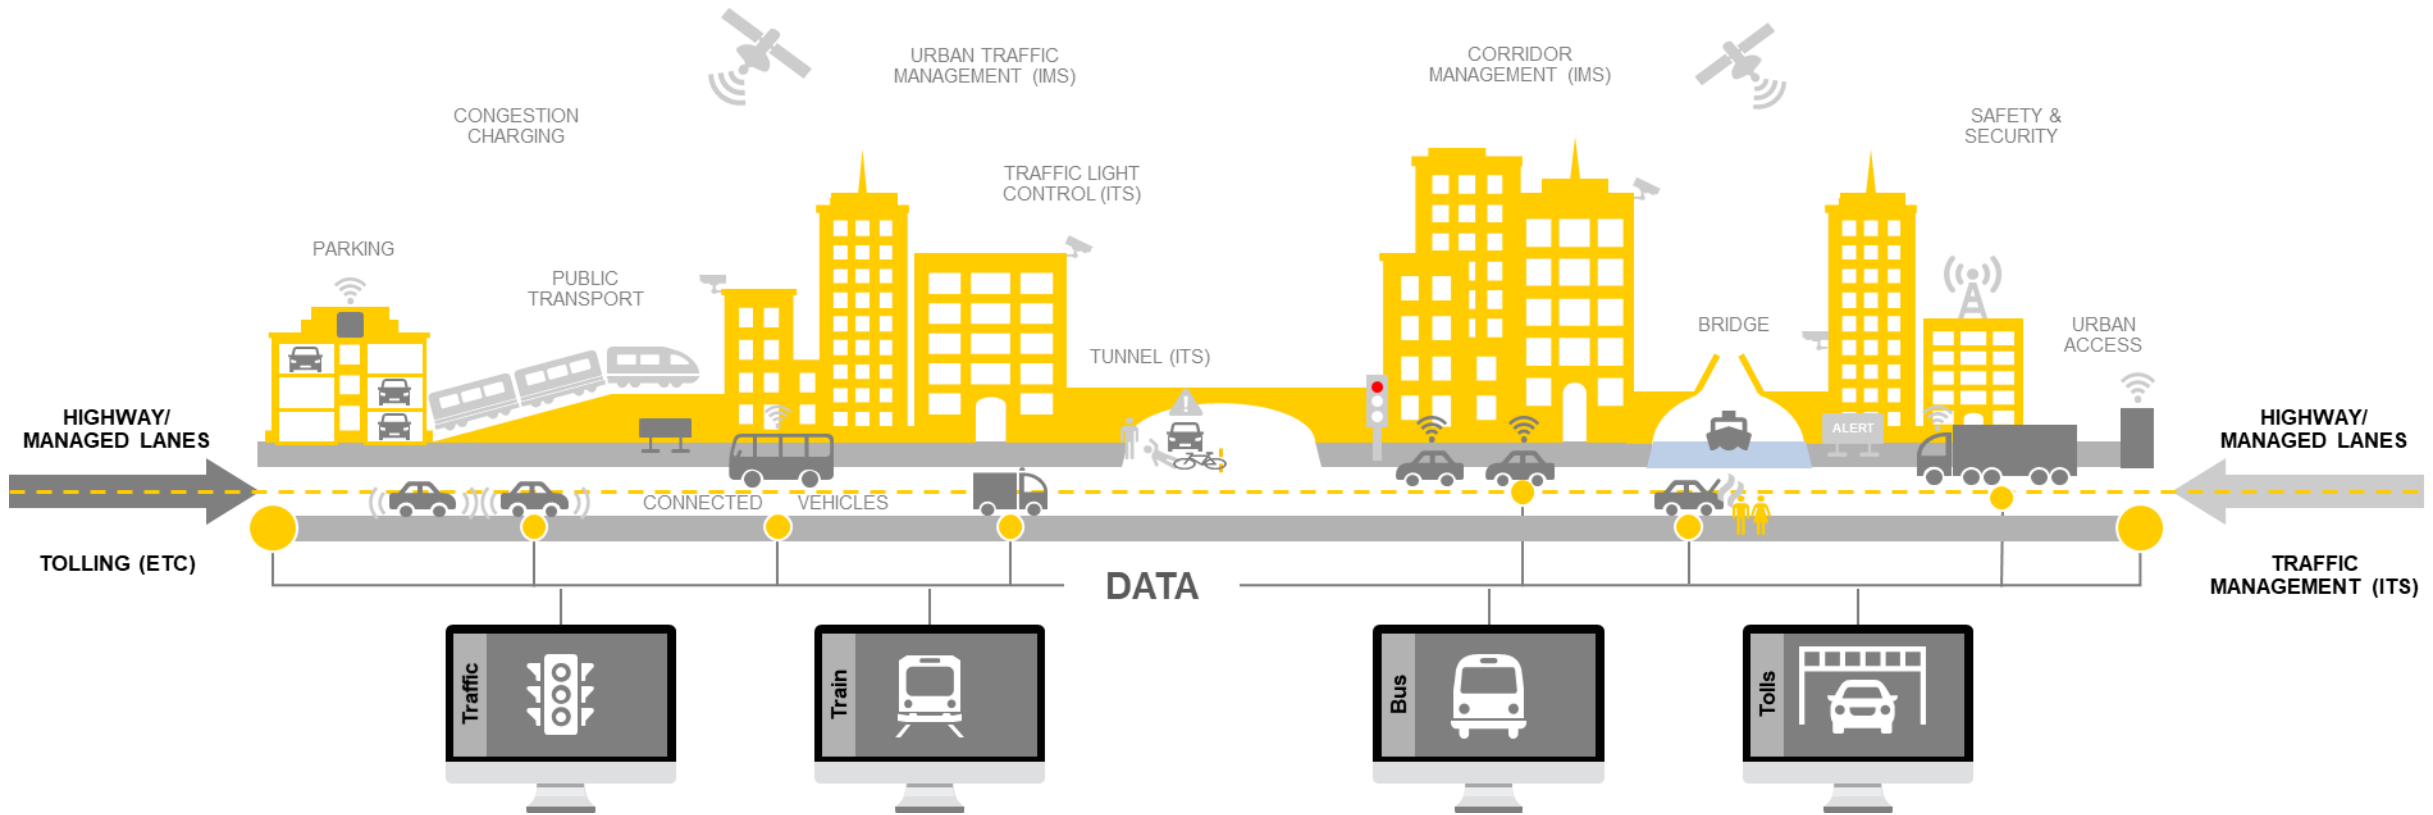 URBAN TRAFFIC
MANAGEMENT (IMS)
CORRIDOR
MANAGEMENT (IMS)
CONGESTION
CHARGING
SAFETY &
SECURITY
TRAFFIC LIGHT
CONTROL (ITS)
PARKING
PUBLIC
TRANSPORT
TUNNEL (ITS)
BRIDGE
URBAN
ACCESS
HIGHWAY/
MANAGED LANES
ALERT
HIGHWAY/
MANAGED LANES
CONNECTED VEHICLES
TOLLING (ETC)
DATA
TRAFFIC
MANAGEMENT (ITS)
Traffic
Train
Bus
Tolls